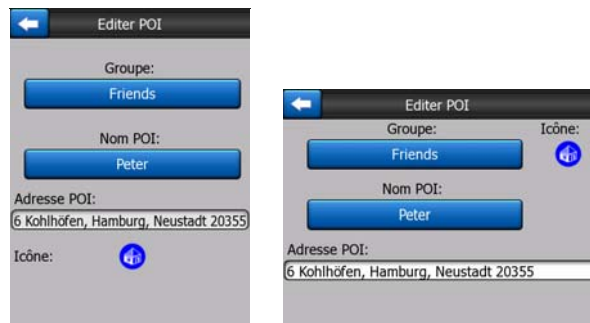 Editer POI
Groupe:
Friends
Nom POI:
Peter
Adresse POI:
6 Kohlhöfen, Hamburg, Neustadt 20355
Icône:
Editer POI
Groupe:
Icône:
Friends
Nom POI:
Peter
Adresse POI:
6 Kohlhöfen, Hamburg, Neustadt 20355